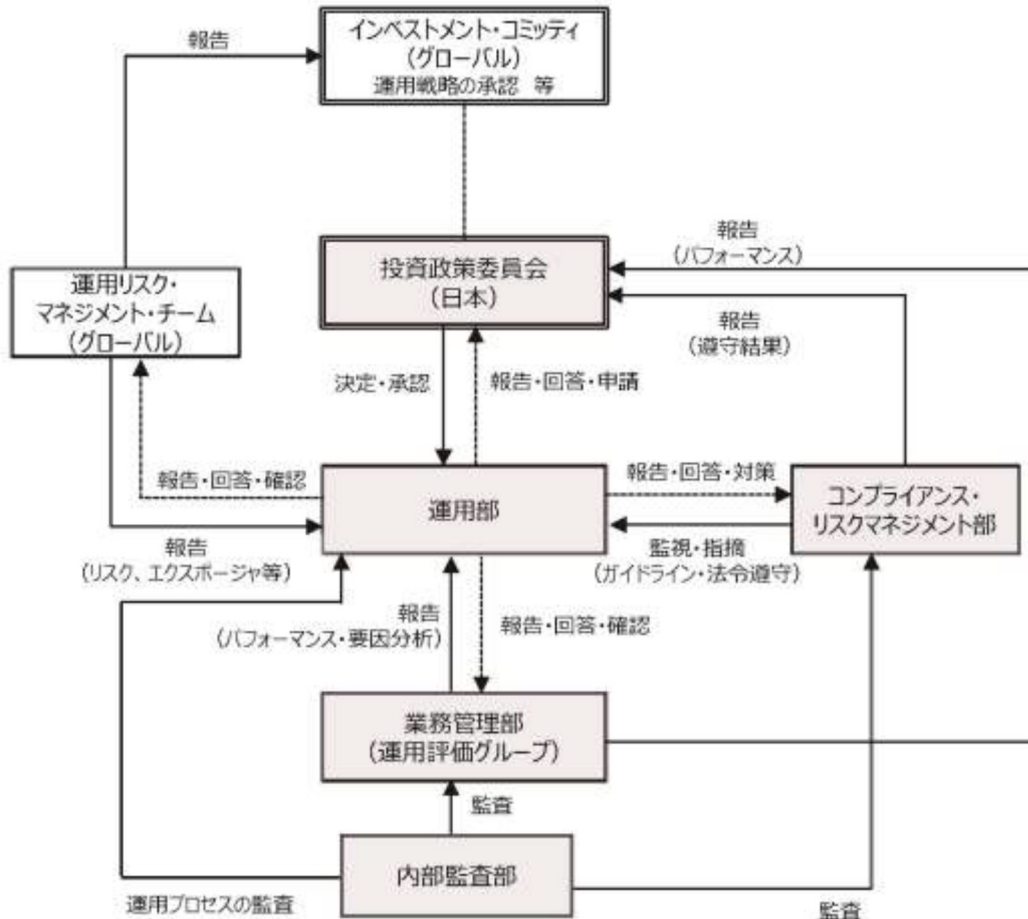 インベストメント・コミッティ
(グローバル)
運用戦略の承認 等
報告
報告
(パフォーマンス)
投資政策委員会
(日本)
運用リスク・
マネジメント・チーム
(グローバル)
報告
(遵守結果)
決定・承認
報告・回答・申請
報告・回答・確認
運用部
報告・回答・対策
コンプライアンス・
リスクマネジメント部
報告
(リスク、エクスポージャ等)
監視・指摘
(ガイドライン・法令遵守)
報告
(パフォーマンス・要因分析)
報告・回答・確認
業務管理部
(運用評価グループ)
監査
内部監査部
運用プロセスの監査
監査